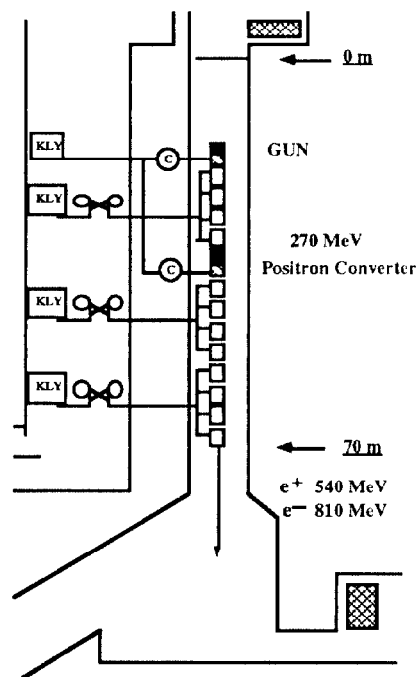 0 m
KLY
C
GUN
KLY
270 MeV
Positron Converter
C
KLY
KLY
70 m
e+ 540 MeV
e− 810 MeV